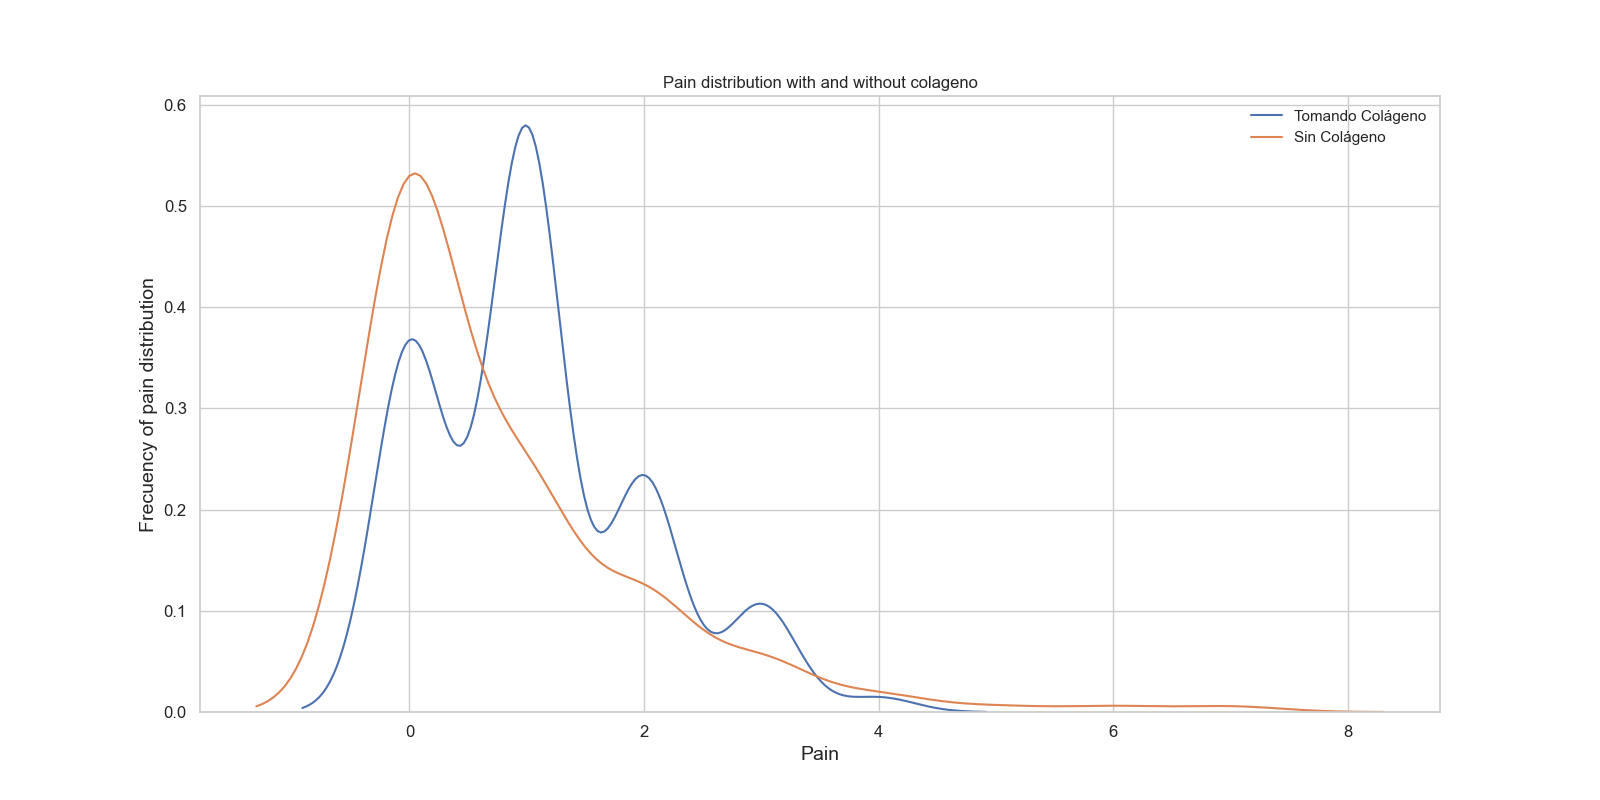 Pain distribution with and without colageno
Tomando Colágeno
Sin Colágeno
Frecuency of pain distribution
0.6
0.5
0.4
0.3
0.2
0.1
0.0
0 2 4 6 8
Pain